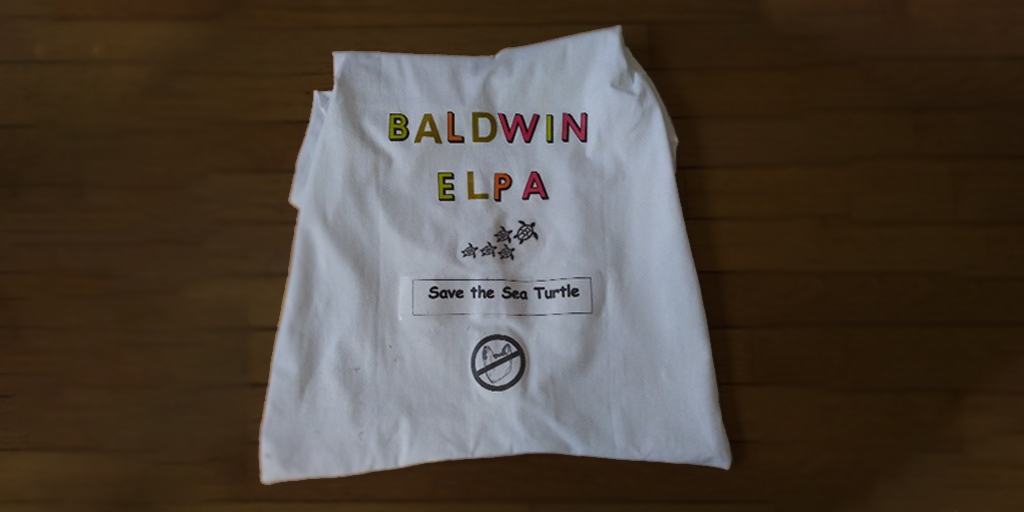 BALDWIN
ELPA
Save the Sea Turtle